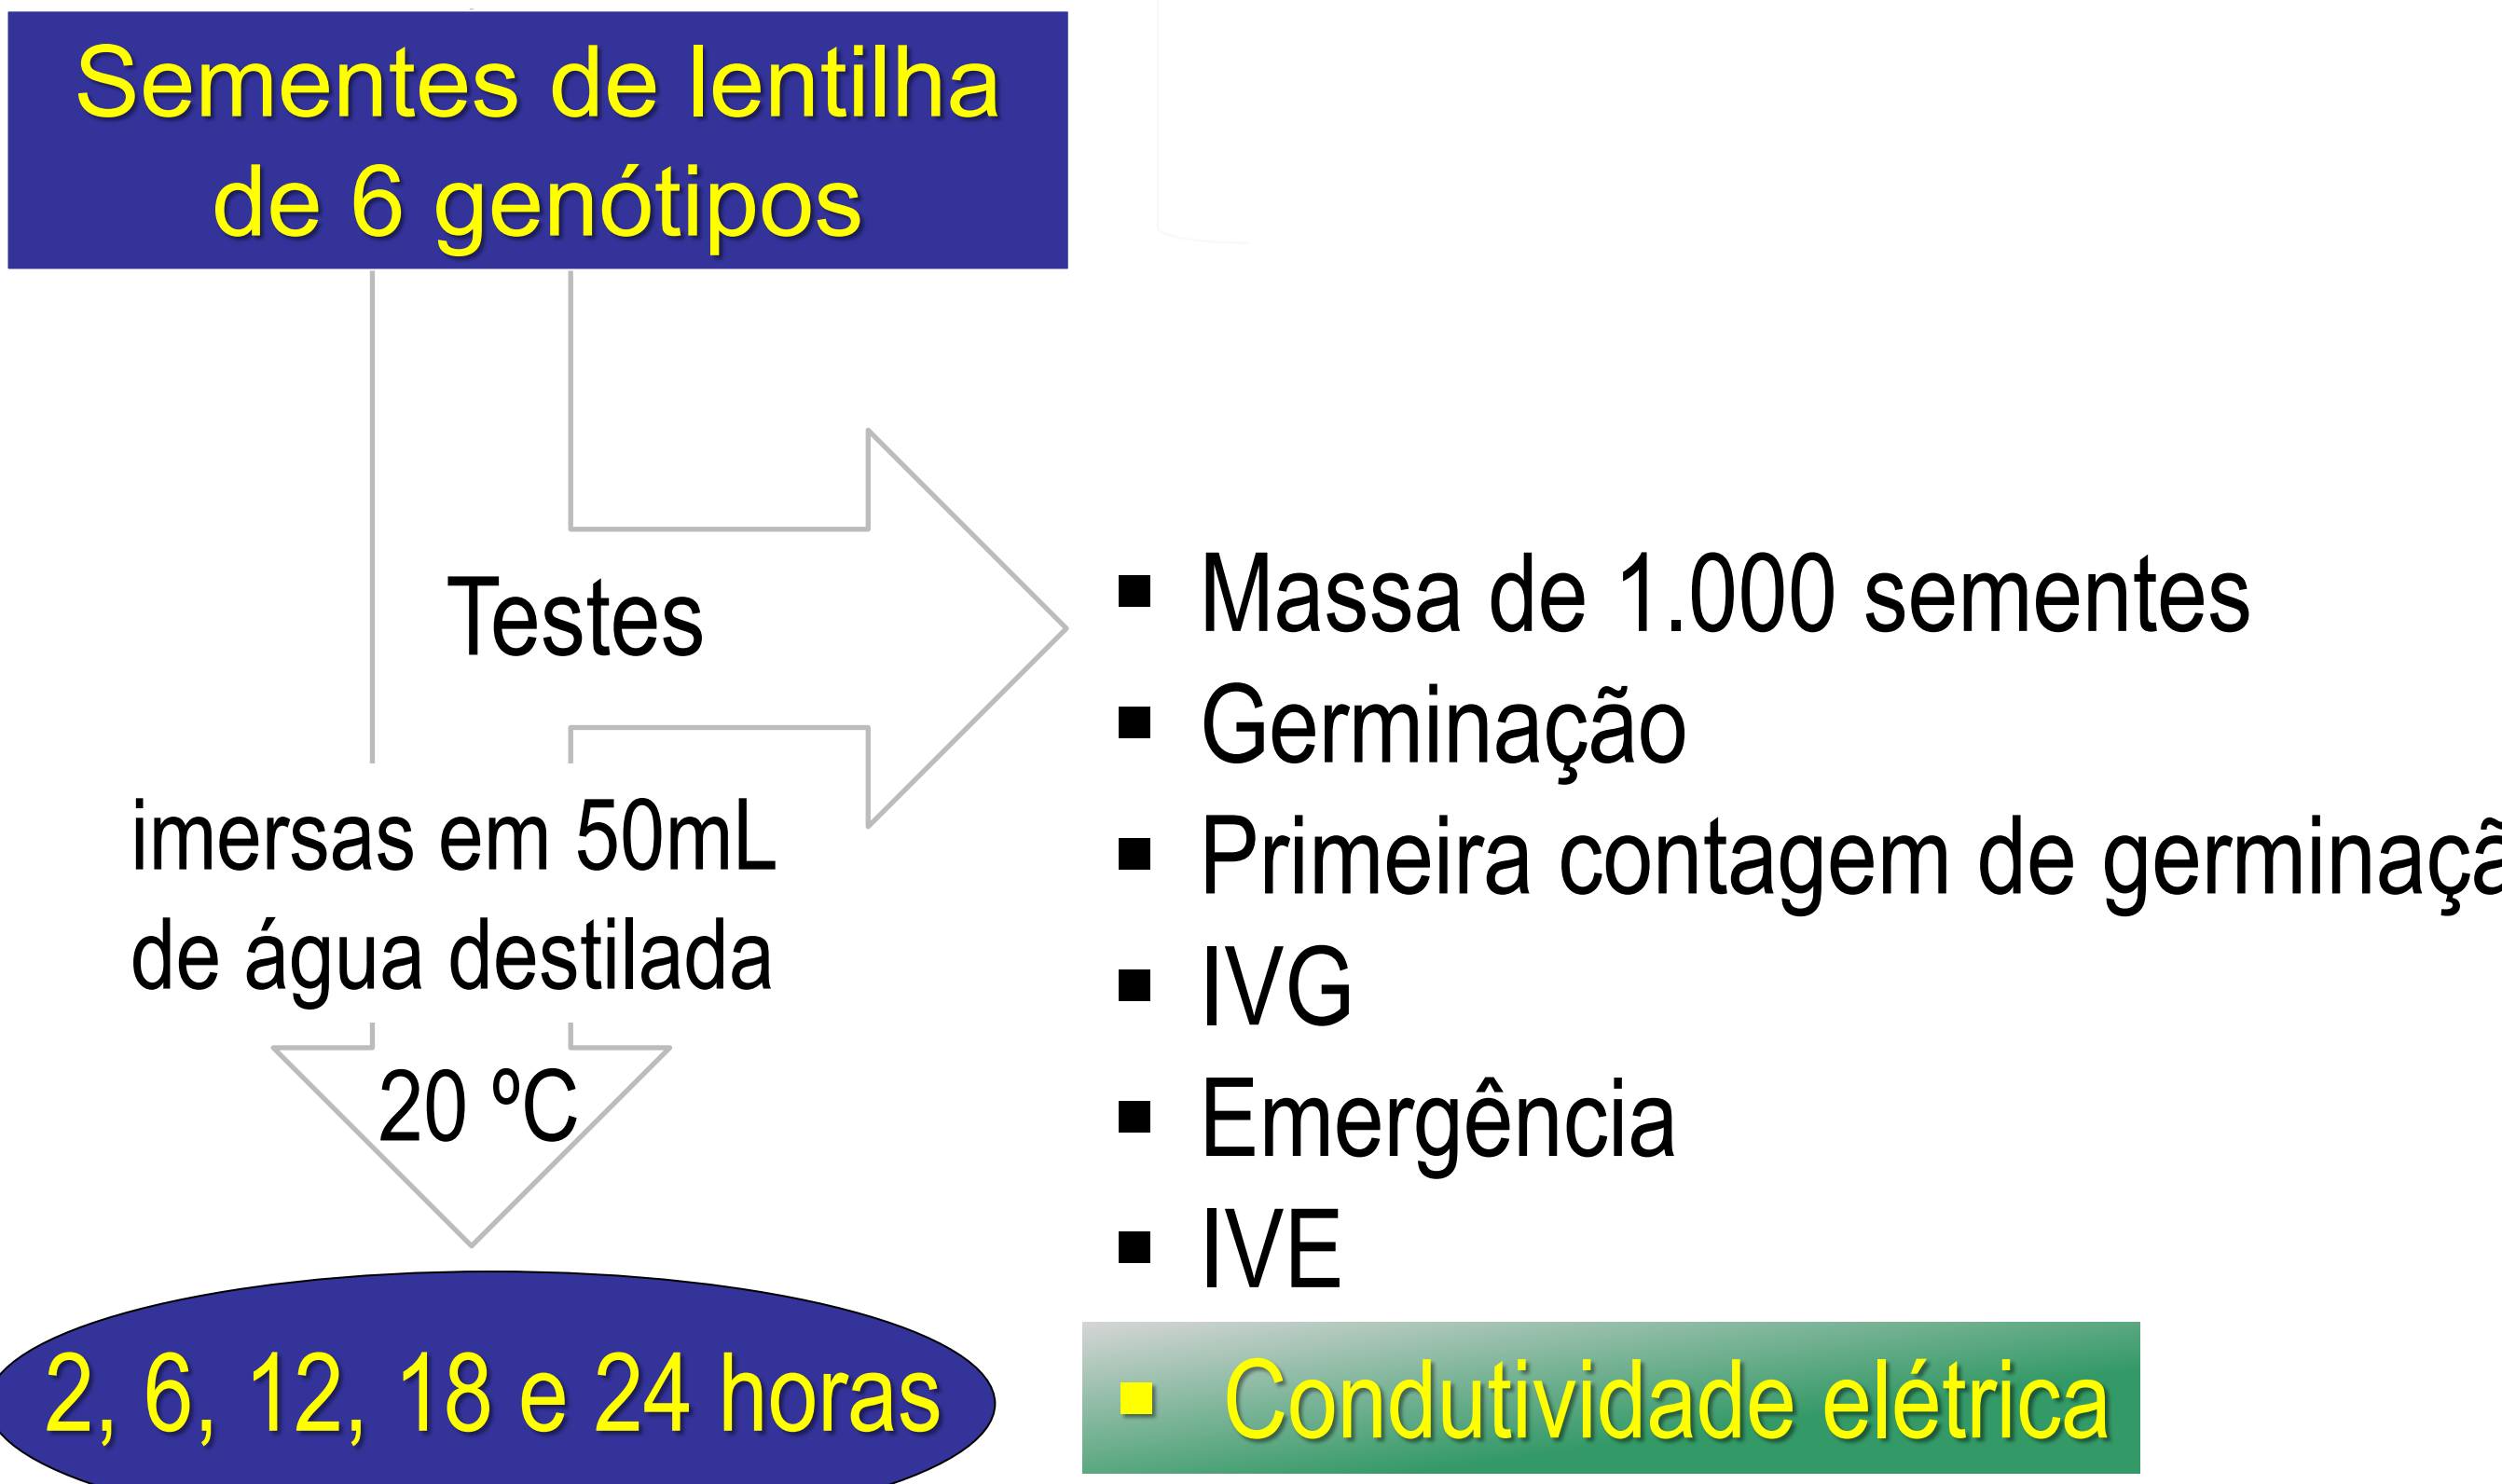 Sementes de lentilha
de 6 genótipos
Testes
imersas em 50mL
de água destilada
20 ºC
2, 6, 12, 18 e 24 horas
▪ Massa de 1.000 sementes
▪ Germinação
▪ Primeira contagem de germinaçã
▪ IVG
▪ Emergência
▪ IVE
▪ Condutividade elétrica